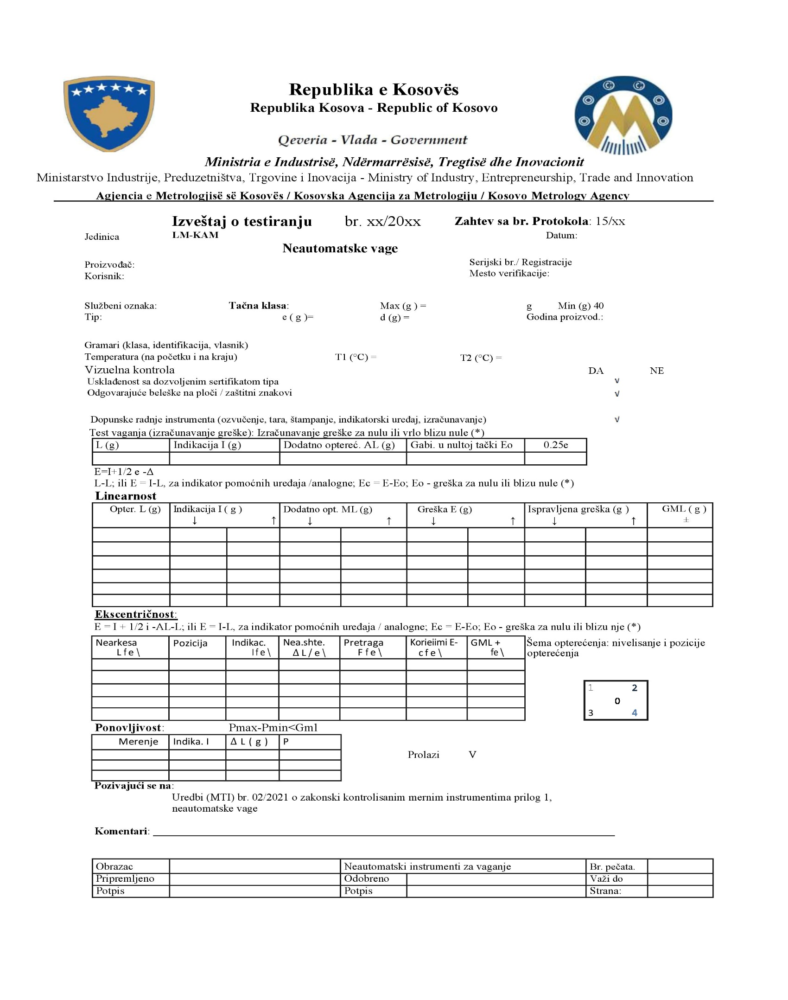 Republika e Kosovës
Republika Kosova - Republic of Kosovo
Qeveria - Vlada - Government
Ministria e Industrisë, Ndërmarrësisë, Tregtisë dhe Inovacionit
Ministarstvo Industrije, Preduzetništva, Trgovine i Inovacija - Ministry of Industry, Entrepreneurship, Trade and Innovation
Agjencia e Metrologjisë së Kosovës / Kosovska Agencija za Metrologiju / Kosovo Metrology Agency
Izveštaj o testiranju br. xx/20xx Zahtev sa br. Protokola: 15/xx
Jedinica LM-KAM Datum:
Neautomatske vage
Proizvođač: Serijski br./ Registracije
Korisnik: Mesto verifikacije:
Službeni oznaka: Tačna klasa: Max (g ) = g Min (g) 40
Tip: e ( g )= d (g) = Godina proizvod.:
Gramari (klasa, identifikacija, vlasnik)
Temperatura (na početku i na kraju) T1 (°C) = T2 (°C) =
Vizuelna kontrola DA NE
Usklađenost sa dozvoljenim sertifikatom tipa √
Odgovarajuće beleške na ploči / zaštitni znakovi √
Dopunske radnje instrumenta (ozvučenje, tara, štampanje, indikatorski uređaj, izračunavanje) √
Test vaganja (izračunavanje greške): Izračunavanje greške za nulu ili vrlo blizu nule (*)
L (g) Indikacija I (g) Dodatno optereć. AL (g) Gabi. u nultoj tački Eo 0.25e
E=I+1/2 e -Δ
L-L; ili E = I-L, za indikator pomoćnih uređaja /analogne; Ec = E-Eo; Eo - greška za nulu ili blizu nule (*)
Linearnost
Opter. L (g) Indikacija I ( g ) Dodatno opt. ML (g) Greška E (g) Ispravljena greška (g ) GML ( g )
↓ ↑ ↓ ↑ ↓ ↑ ↓ ↑ ±
Ekscentričnost:
E = I + 1/2 i -AL-L; ili E = I-L, za indikator pomoćnih uređaja / analogne; Ec = E-Eo; Eo - greška za nulu ili blizu nje (*)
Nearkesa Pozicija Indikac. Nea.shte. Pretraga Korieiimi E- GML + Šema opterećenja: nivelisanje i pozicije
L f e \ I f e \ Δ L / e \ F f e \ c f e \ fe \ opterećenja
1 2
0
3 4
Ponovljivost: Pmax-Pmin<Gml
Merenje Indika. I Δ L ( g ) P
Prolazi V
Pozivajući se na:
Uredbi (MTI) br. 02/2021 o zakonski kontrolisanim mernim instrumentima prilog 1,
neautomatske vage
Komentari:
Obrazac Neautomatski instrumenti za vaganje Br. pečata.
Pripremljeno Odobreno Važi do
Potpis Potpis Strana: